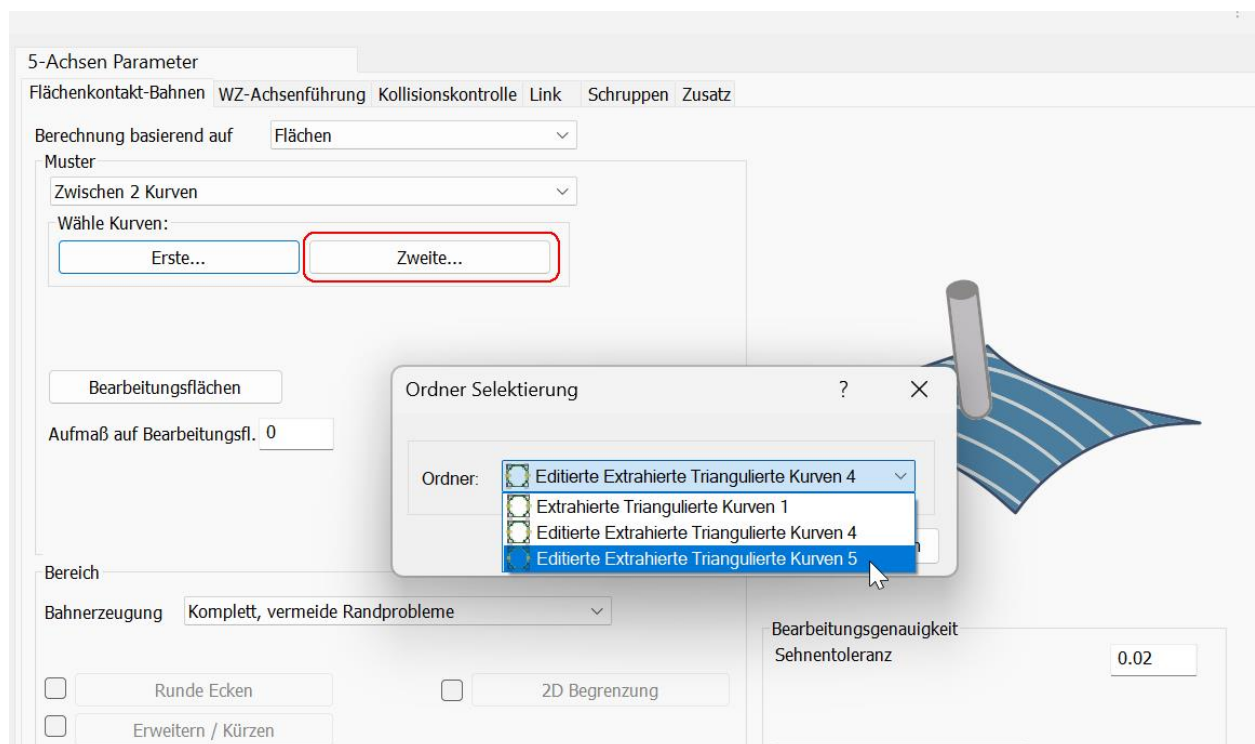 5-Achsen Parameter
Flächenkontakt-Bahnen WZ-Achsenführung Kollisionskontrolle Link Schruppen Zusatz
Berechnung basierend auf Flächen
Muster
Zwischen 2 Kurven
Wähle Kurven:
Erste... Zweite...
Bearbeitungsflächen
Aufmaß auf Bearbeitungsfl. 0
Ordner Selektierung ?
Ordner: Editierte Extrahierte Triangulierte Kurven 4
Extrahierte Triangulierte Kurven 1
Editierte Extrahierte Triangulierte Kurven 4
Editierte Extrahierte Triangulierte Kurven 5
Bereich
Bahnerzeugung Komplett, vermeide Randprobleme
Runde Ecken 2D Begrenzung
Erweitern / Kürzen
Bearbeitungsgenauigkeit
Sehnentoleranz 0.02